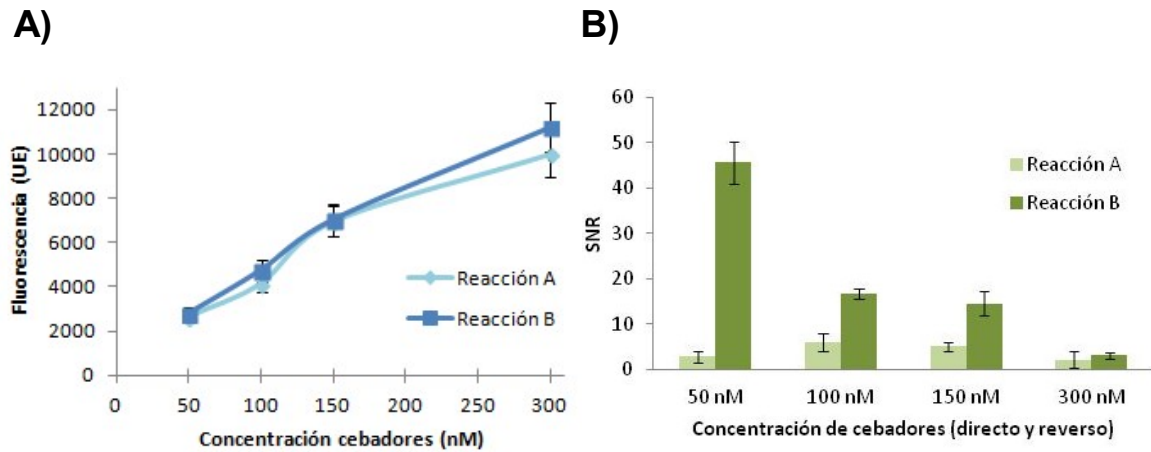 A)
Fluorescencia (UE)
12000
10000
8000
6000
4000
2000
0
0 50 100 150 200 250 300
Concentración cebadores (nM)
Reacción A
Reacción B
B)
SNR
60
50
40
30
20
10
0
50 nM 100 nM 150 nM 300 nM
Concentración de cebadores (directo y reverso)
Reacción A
Reacción B